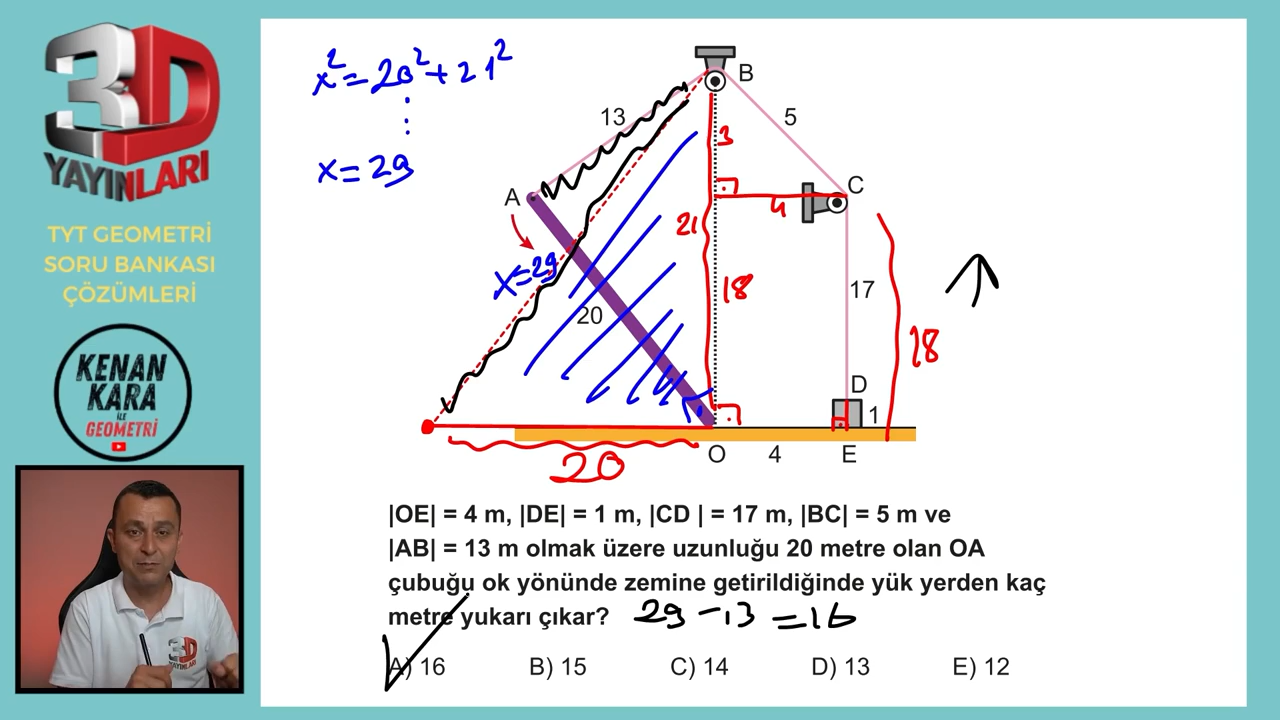 3D
YAYINLARI
TYT GEOMETRİ
SORU BANKASI
ÇÖZÜMLERİ
KENAN
KARA
İLE
GEOMETRİ
3D
YAYINLARI
x²=20²+21²
x=29
B
13
5
3
A
C
4
21
x=29
18
17
20
18
D
1
20
O
4
E
|OE| = 4 m, |DE| = 1 m, |CD | = 17 m, |BC| = 5 m ve
|AB| = 13 m olmak üzere uzunluğu 20 metre olan OA
çubuğu ok yönünde zemine getirildiğinde yük yerden kaç
metre yukarı çıkar? 29-13=16
A) 16 B) 15 C) 14 D) 13 E) 12